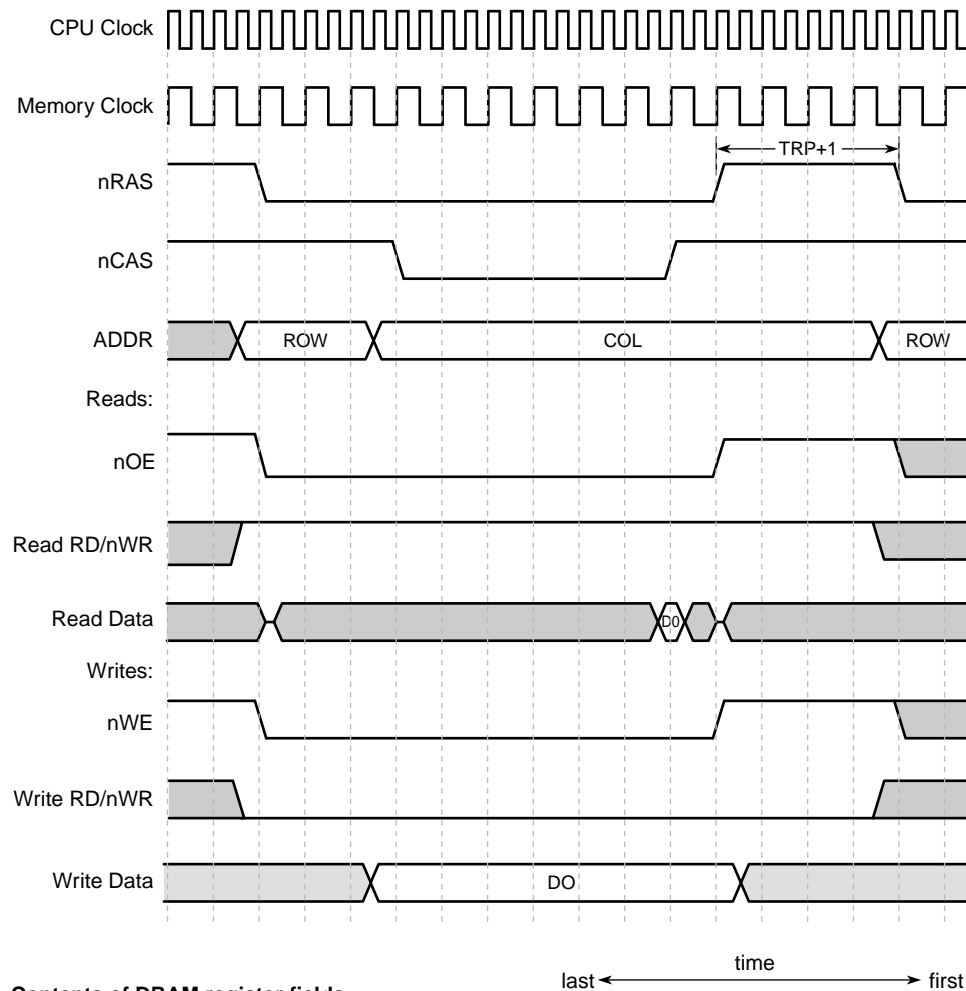 CPU Clock
Memory Clock
TRP+1
nRAS
nCAS
ADDR ROW COL ROW
Reads:
nOE
Read RD/nWR
Read Data D0
Writes:
nWE
Write RD/nWR
Write Data DO
time
last first
Contents of DRAM register fields